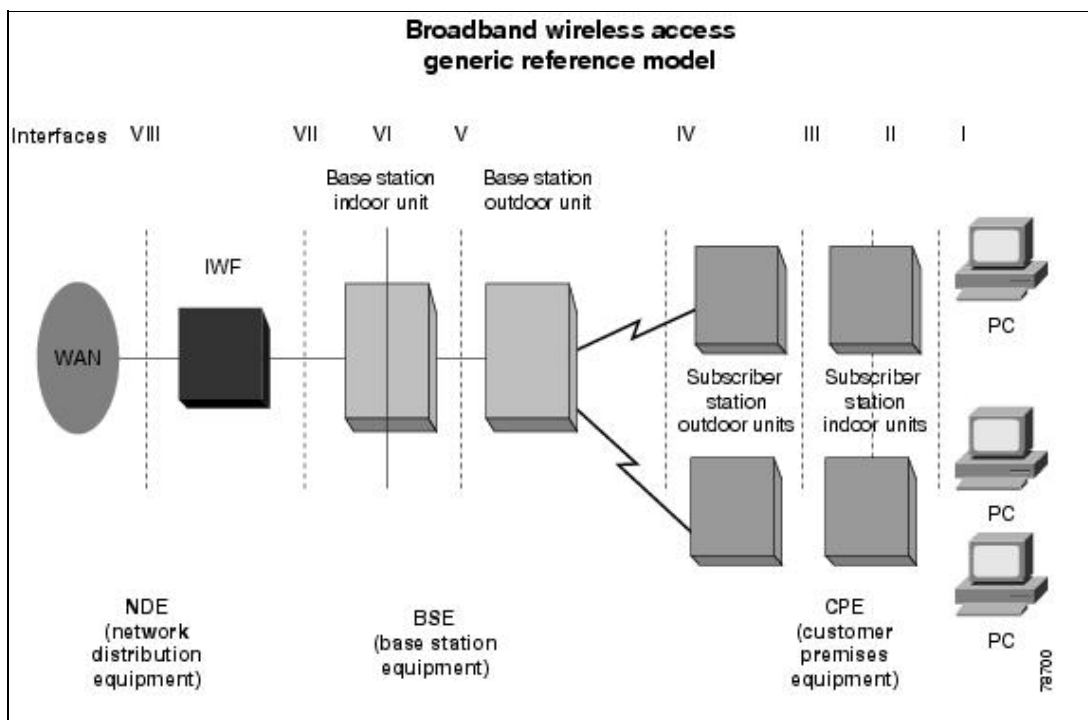 Broadband wireless access
generic reference model
Interfaces VIII VII VI V IV III II I
Base station
indoor unit
Base station
outdoor unit
IWF
WAN
PC
Subscriber
station
outdoor units
Subscriber
station
indoor units
PC
PC
NDE
(network
distribution
equipment)
BSE
(base station
equipment)
CPE
(customer
premises
equipment)
78700